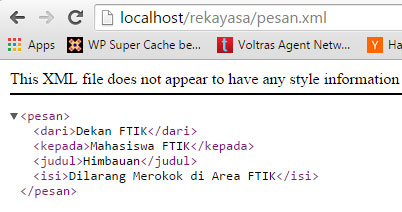 localhost/rekayasa/pesan.xml
Apps WP Super Cache be... Voltras Agent Netw... Ha
This XML file does not appear to have any style information
▼<pesan>
<dari>Dekan FTIK</dari>
<kepada>Mahasiswa FTIK</kepada>
<judul>Himbauan</judul>
<isi>Dilarang Merokok di Area FTIK</isi>
</pesan>